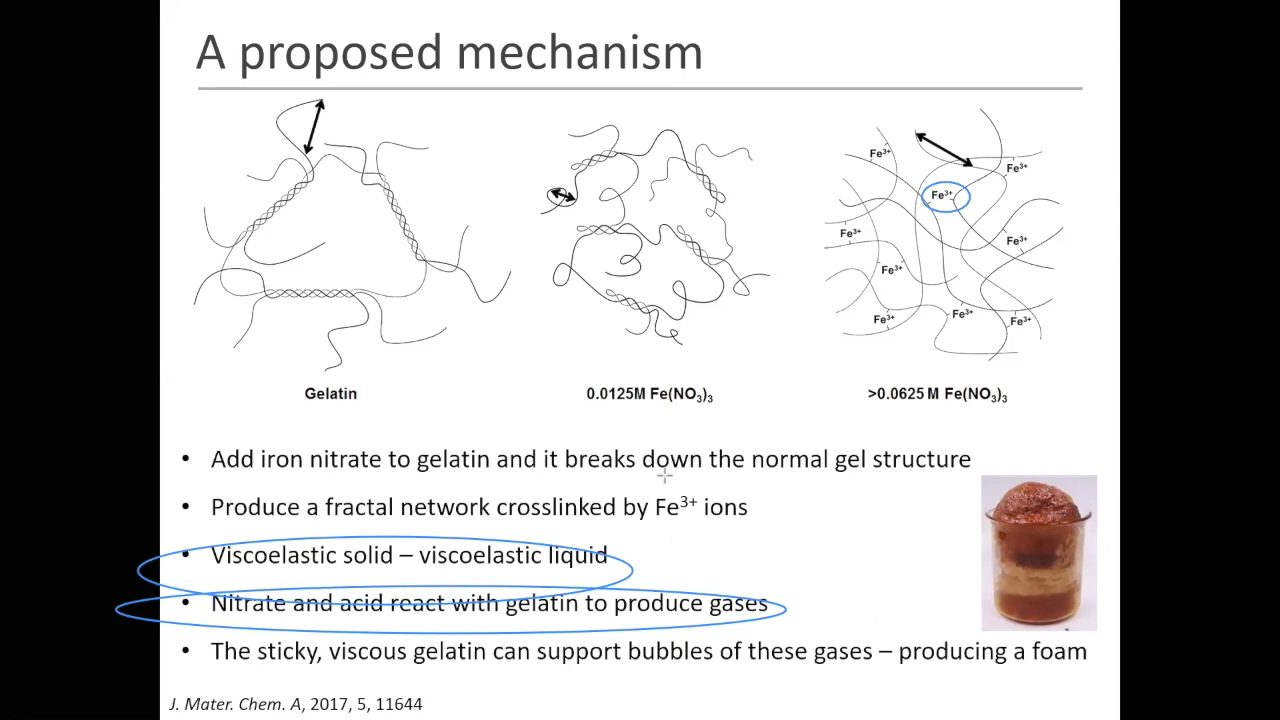 A proposed mechanism
Fe³⁺
Fe³⁺
Fe³⁺
Fe³⁺
Fe³⁺
Fe³⁺
Fe³⁺
Fe³⁺
Fe³⁺
Gelatin
0.0125M Fe(NO₃)₃
>0.0625 M Fe(NO₃)₃
• Add iron nitrate to gelatin and it breaks down the normal gel structure
• Produce a fractal network crosslinked by Fe³⁺ ions
• Viscoelastic solid – viscoelastic liquid
• Nitrate and acid react with gelatin to produce gases
• The sticky, viscous gelatin can support bubbles of these gases – producing a foam
J. Mater. Chem. A, 2017, 5, 11644